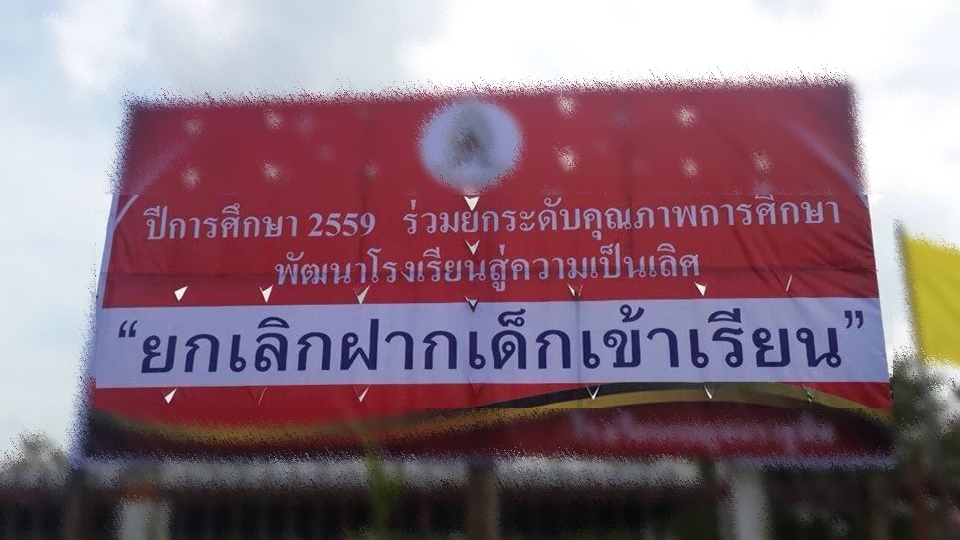 ปีการศึกษา 2559 ร่วมยกระดับคุณภาพการศึกษา
พัฒนาโรงเรียนสู่ความเป็นเลิศ
“ยกเลิกฝากเด็กเข้าเรียน”